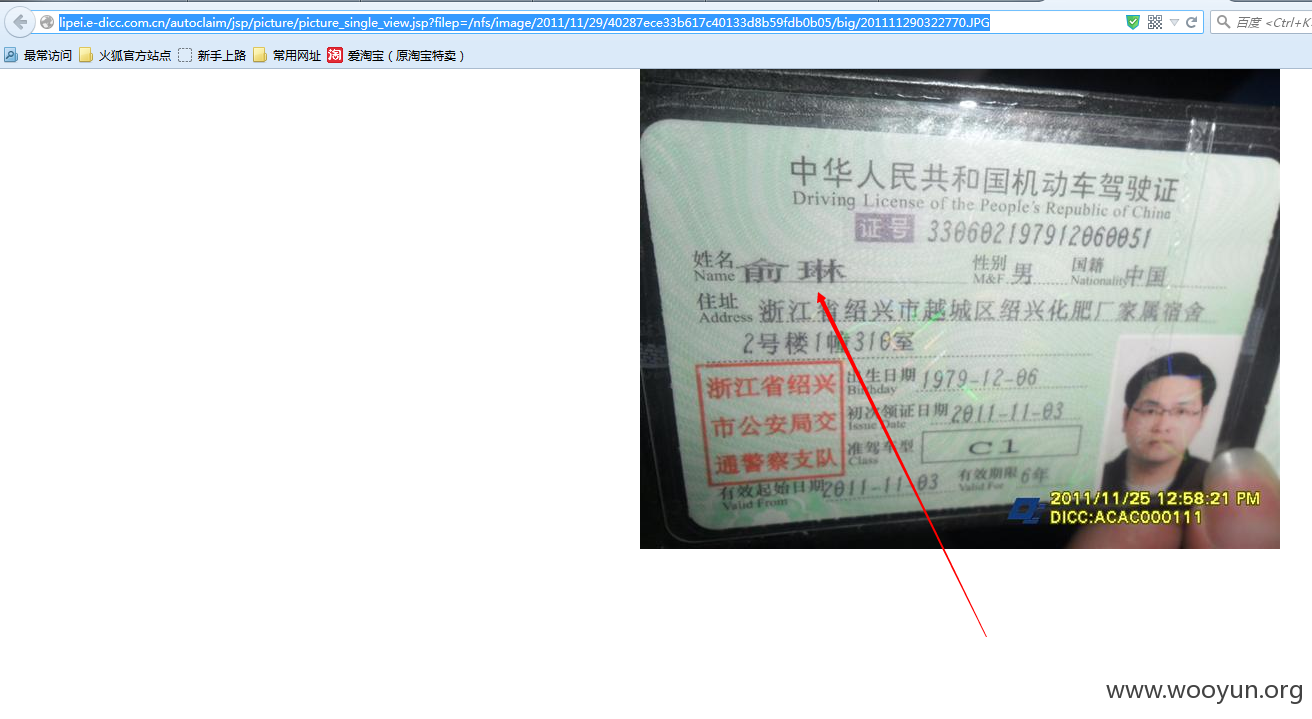 lipei.e-dicc.com.cn/autoclaim/jsp/picture/picture_single_view.jsp?filep=/nfs/image/2011/11/29/40287ece33b617c40133d8b59fdb0b05/big/201111290322770.JPG
百度 <Ctrl+K
最常访问 火狐官方站点 新手上路 常用网址 爱淘宝（原淘宝特卖）
中华人民共和国机动车驾驶证
Driving License of the People's Republic of China
证号 330602197912060051
姓名 Name 俞琳 性别 M&F 男 国籍 Nationality 中国
住址 Address 浙江省绍兴市越城区绍兴化肥厂家属宿舍
2号楼1幢310室
浙江省绍兴
市公安局交
通警察支队
出生日期 Birthday 1979-12-06
初次领证日期 Issue Date 2011-11-03
准驾车型 Class C1
有效起始日期 Valid From 2011-11-03 有效期限 Valid For 6年
2011/11/25 12:58:21 PM
DICC:ACAC000111
www.wooyun.org